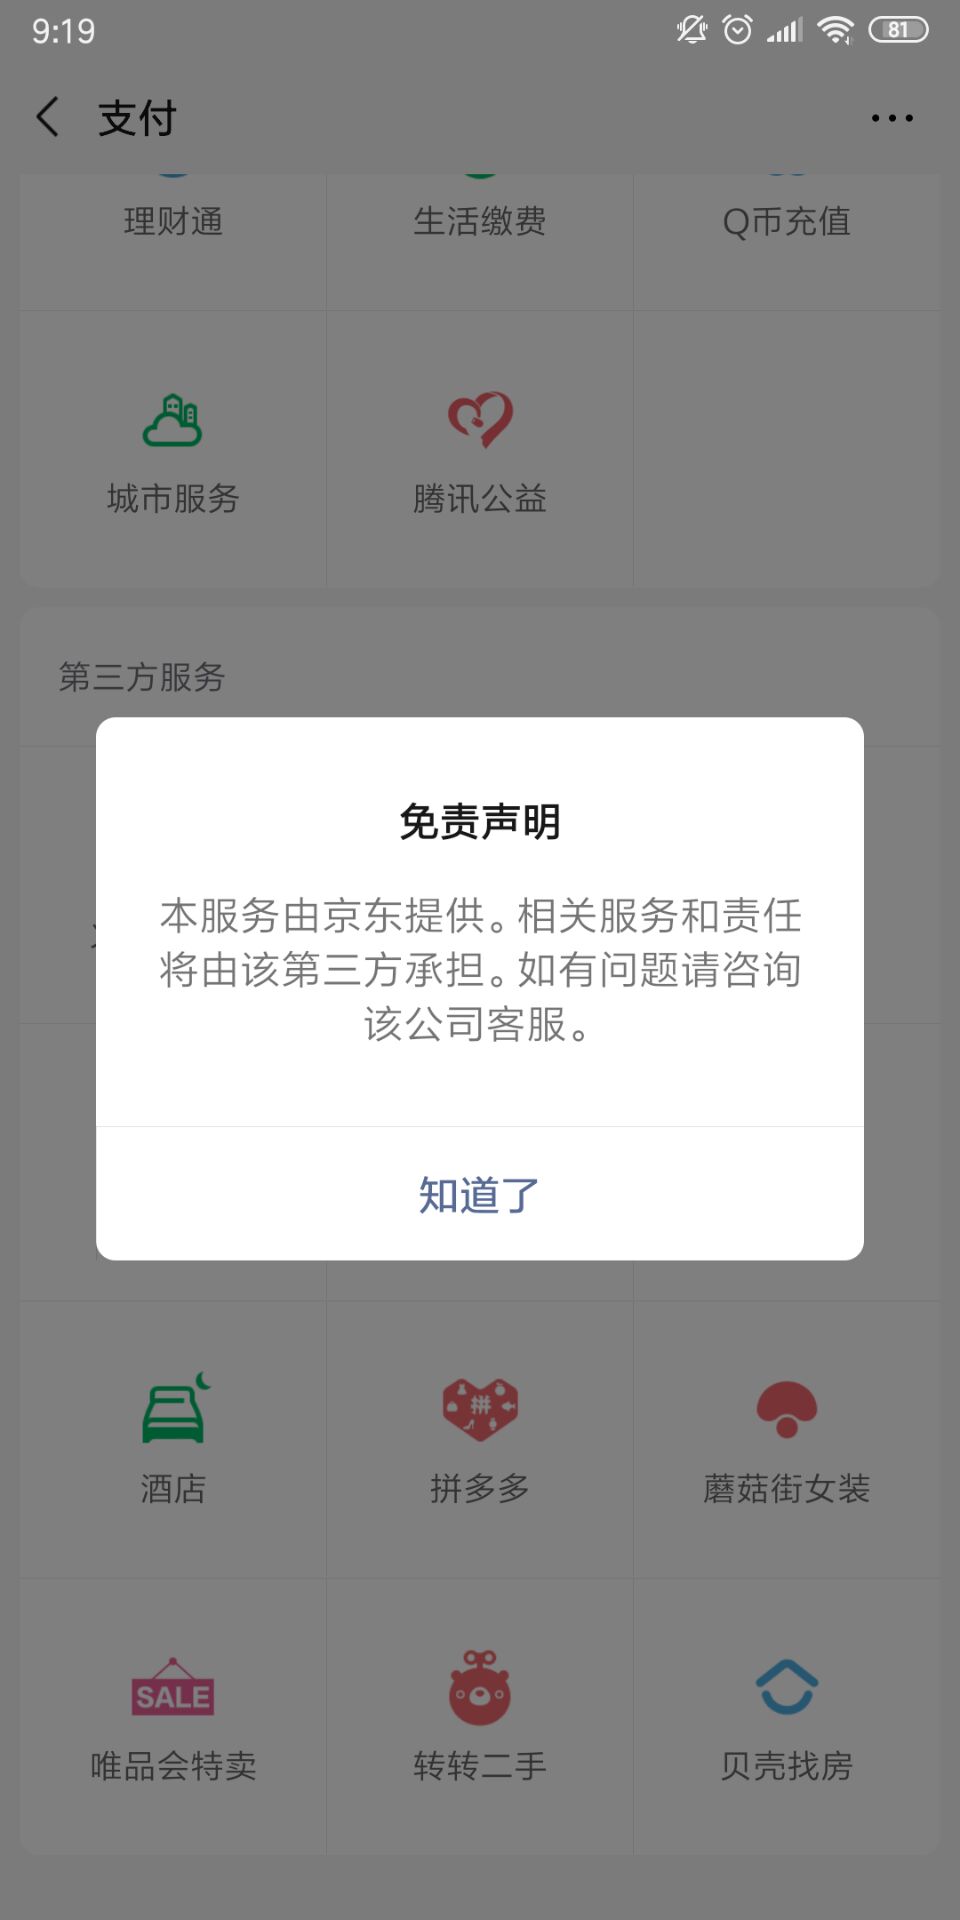 9:19
81
支付
理财通
生活缴费
Q币充值
城市服务
腾讯公益
第三方服务
免责声明
本服务由京东提供。相关服务和责任
将由该第三方承担。如有问题请咨询
该公司客服。
知道了
酒店
拼
拼多多
蘑菇街女装
SALE
唯品会特卖
转转二手
贝壳找房